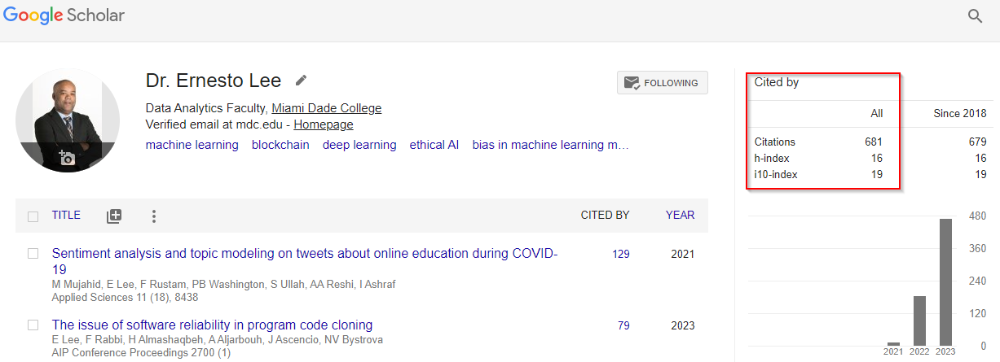 Google Scholar
Dr. Ernesto Lee
FOLLOWING
Data Analytics Faculty, Miami Dade College
Verified email at mdc.edu - Homepage
machine learning blockchain deep learning ethical AI bias in machine learning m…
TITLE CITED BY YEAR
Sentiment analysis and topic modeling on tweets about online education during COVID-
19
129 2021
M Mujahid, E Lee, F Rustam, PB Washington, S Ullah, AA Reshi, I Ashraf
Applied Sciences 11 (18), 8438
The issue of software reliability in program code cloning 79 2023
E Lee, F Rabbi, H Almashaqbeh, A Aljarbouh, J Ascencio, NV Bystrova
AIP Conference Proceedings 2700 (1)
Cited by
All Since 2018
Citations 681 679
h-index 16 16
i10-index 19 19
480
360
240
120
0
2021 2022 2023